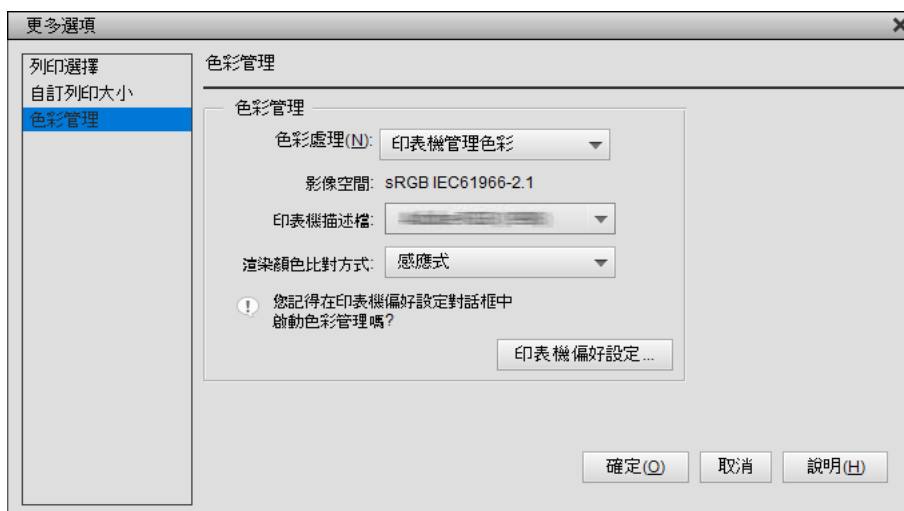 更多選項
列印選擇
自訂列印大小
色彩管理
色彩管理
色彩管理
色彩處理(N): 印表機管理色彩
影像空間: sRGB IEC61966-2.1
印表機描述檔:
渲染顏色比對方式: 感應式
您記得在印表機偏好設定對話框中
啟動色彩管理嗎?
印表機偏好設定...
確定(O) 取消 說明(H)